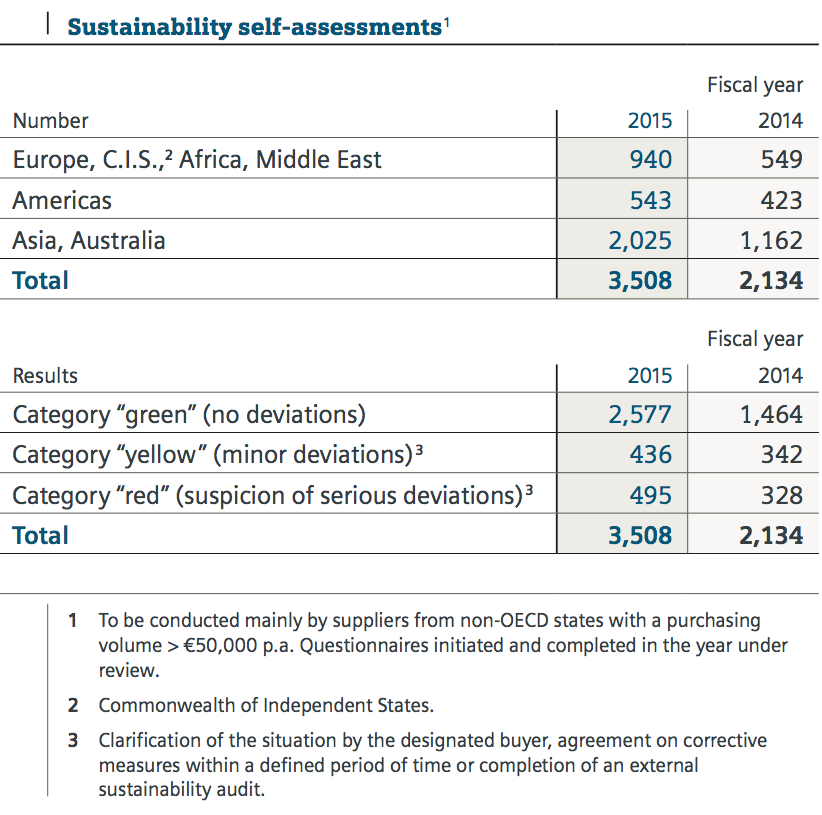 Sustainability self-assessments¹
Fiscal year
Number 2015 2014
Europe, C.I.S.,² Africa, Middle East 940 549
Americas 543 423
Asia, Australia 2,025 1,162
Total 3,508 2,134
Fiscal year
Results 2015 2014
Category “green” (no deviations) 2,577 1,464
Category “yellow” (minor deviations)³ 436 342
Category “red” (suspicion of serious deviations)³ 495 328
Total 3,508 2,134
1 To be conducted mainly by suppliers from non-OECD states with a purchasing
volume > €50,000 p.a. Questionnaires initiated and completed in the year under
review.
2 Commonwealth of Independent States.
3 Clarification of the situation by the designated buyer, agreement on corrective
measures within a defined period of time or completion of an external
sustainability audit.